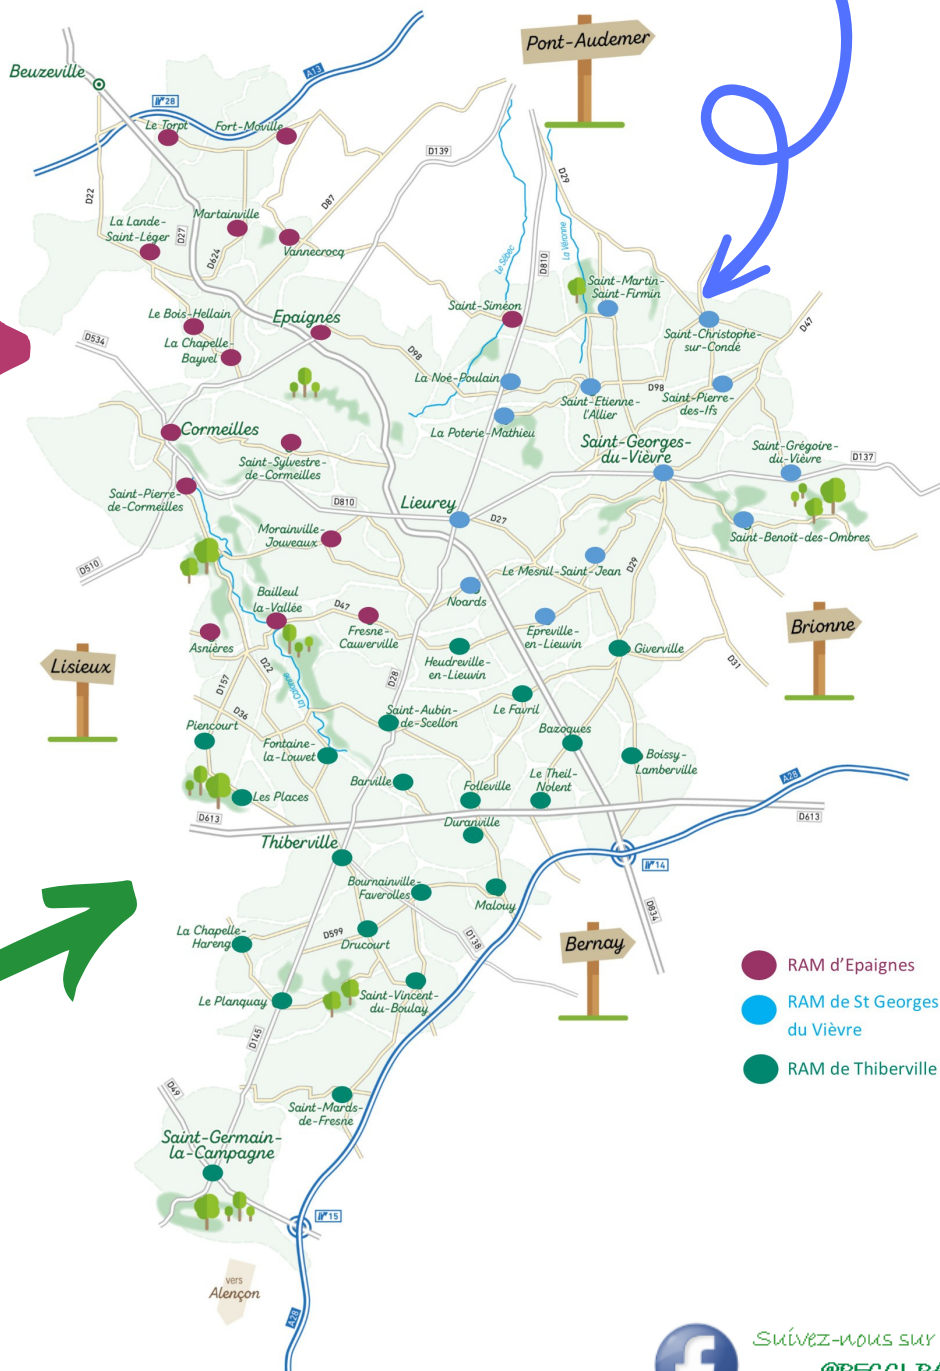 Pont-Audemer
Beuzeville
A13
N° 28
Le Torpt
Fort-Moville
D139
D29
D22
D87
La Lande-
Saint-Léger
Martainville
D27
D624
Vannecrocq
Le Sébec
La Véronne
D810
Saint-Martin-
Saint-Firmin
Le Bois-Hellain
Epaignes
Saint-Siméon
Saint-Christophe-
sur-Condé
D47
D534
La Chapelle-
Bayvel
D98
La Noë-Poulain
Saint-Etienne-
l'Allier
D98
Saint-Pierre-
des-Ifs
Cormeilles
La Poterie-Mathieu
Saint-Georges-
du-Vièvre
Saint-Grégoire-
du-Vièvre
D137
Saint-Sylvestre-
de-Cormeilles
Saint-Pierre-
de-Cormeilles
D810
Lieurey
D27
Morainville-
Jouveaux
Saint-Benoit-des-Ombres
D510
Le Mesnil-Saint-Jean
D29
Bailleul
la-Vallée
D47
Noards
Fresne-
Cauverville
Epreville-
en-Lieuvin
Brionne
Asnières
Heudreville-
en-Lieuvin
Giverville
Lisieux
D22
D31
D157
La Calonne
D28
D36
Saint-Aubin-
de-Scellon
Le Favril
Piencourt
Fontaine-
la-Louvet
Bazoques
Boissy-
Lamberville
Barville
Folleville
Le Theil-
Nolent
A28
Les Places
D613
Duranville
D613
Thiberville
N° 14
Bournainville-
Faverolles
Malouy
D834
La Chapelle-
Hareng
D599
Drucourt
D138
Bernay
RAM d'Epaignes
Le Planquay
Saint-Vincent-
du-Boulay
RAM de St Georges
du Vièvre
D145
RAM de Thiberville
D49
Saint-Mards-
de-Fresne
Saint-Germain-
la-Campagne
N° 15
vers
Alençon
A28
Suivez-nous sur